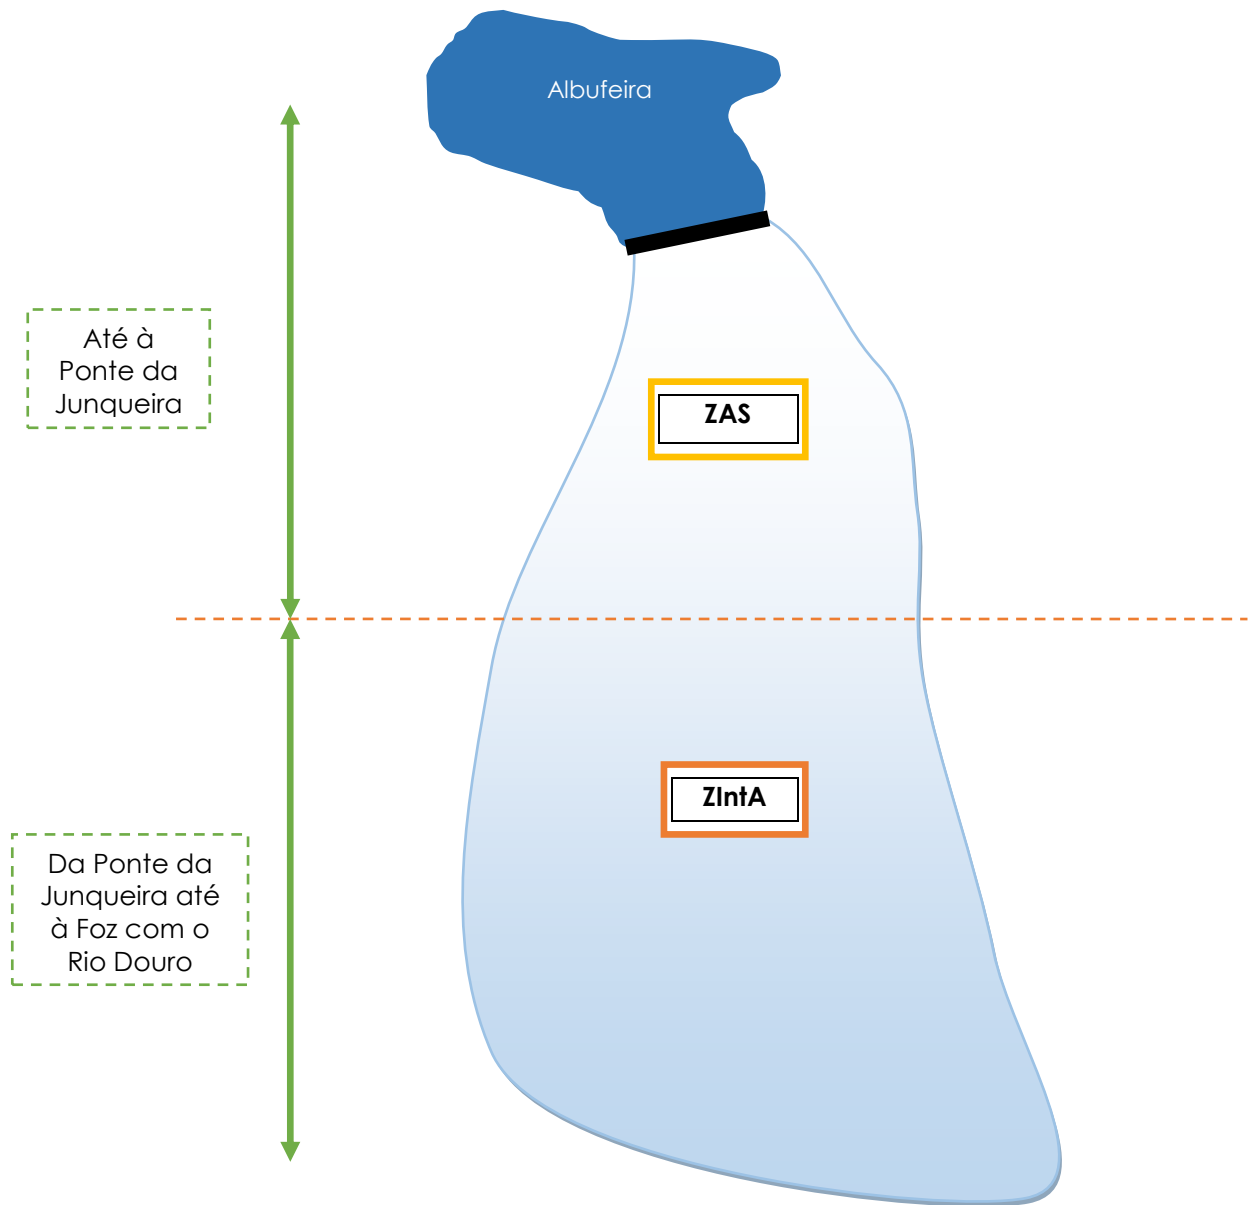 Albufeira
Até à
Ponte da
Junqueira
ZAS
ZIntA
Da Ponte da
Junqueira até
à Foz com o
Rio Douro